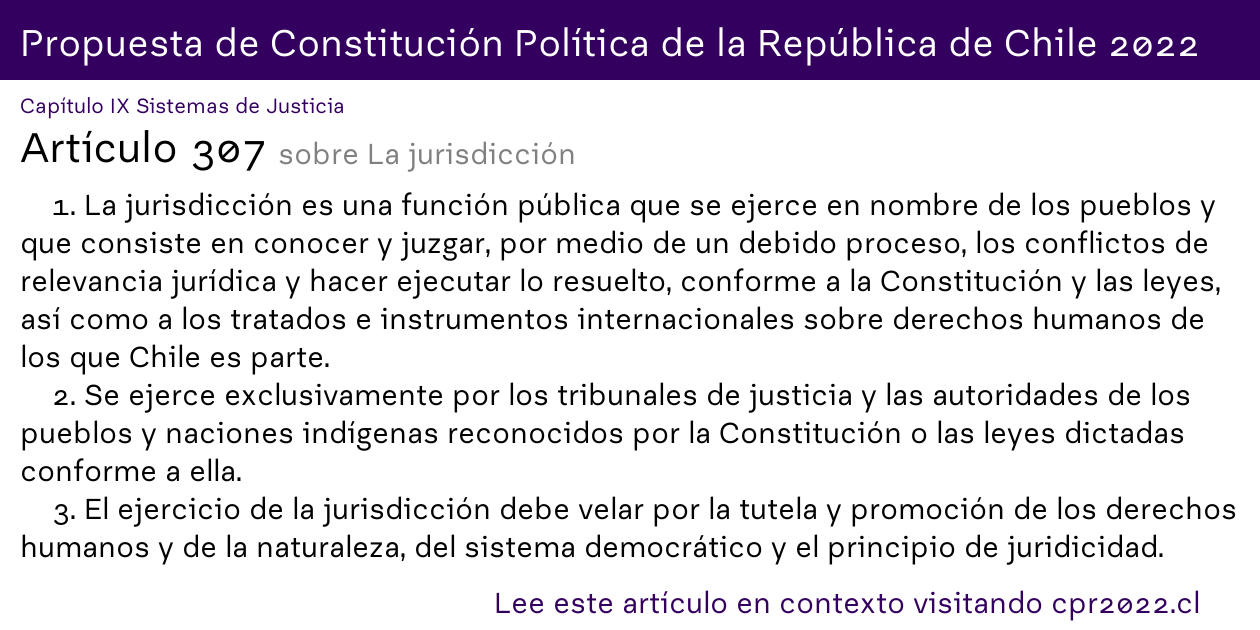 Propuesta de Constitución Política de la República de Chile 2022
Capítulo IX Sistemas de Justicia
Artículo 307 sobre La jurisdicción
1. La jurisdicción es una función pública que se ejerce en nombre de los pueblos y
que consiste en conocer y juzgar, por medio de un debido proceso, los conflictos de
relevancia jurídica y hacer ejecutar lo resuelto, conforme a la Constitución y las leyes,
así como a los tratados e instrumentos internacionales sobre derechos humanos de
los que Chile es parte.
2. Se ejerce exclusivamente por los tribunales de justicia y las autoridades de los
pueblos y naciones indígenas reconocidos por la Constitución o las leyes dictadas
conforme a ella.
3. El ejercicio de la jurisdicción debe velar por la tutela y promoción de los derechos
humanos y de la naturaleza, del sistema democrático y el principio de juridicidad.
Lee este artículo en contexto visitando cpr2022.cl